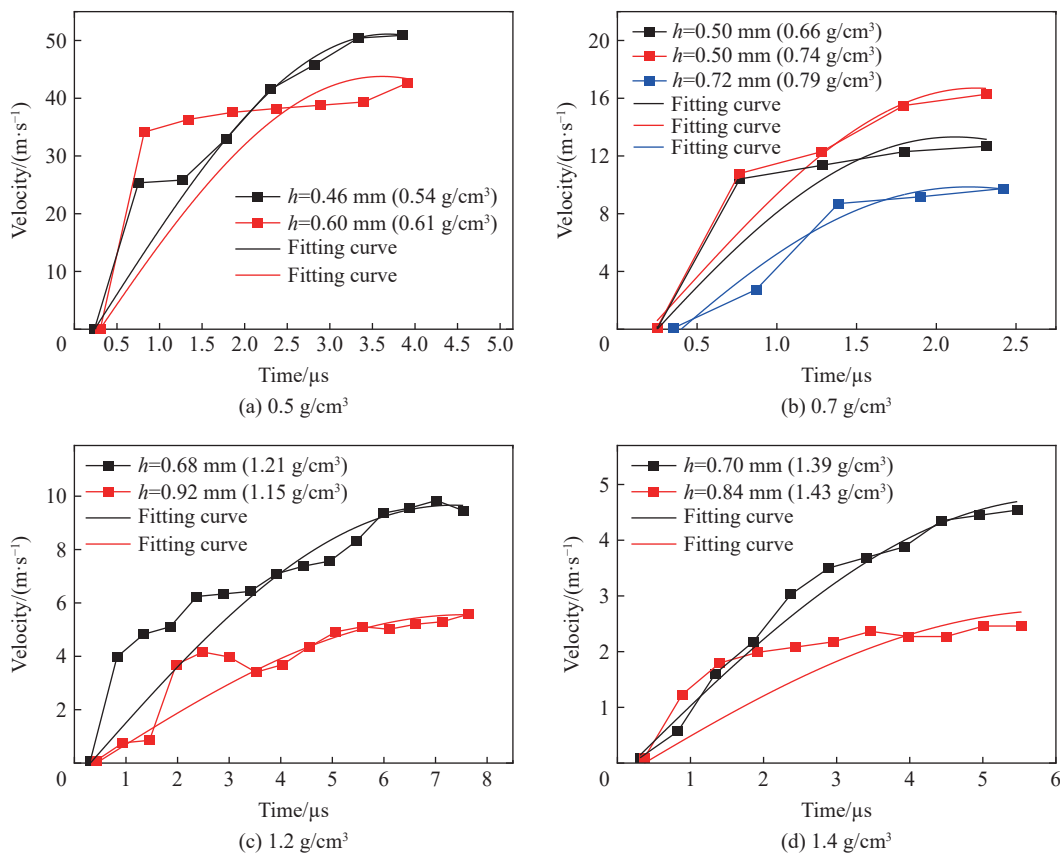 50
40
30
20
10
0
Velocity/(m·s⁻¹)
h=0.46 mm (0.54 g/cm³)
h=0.60 mm (0.61 g/cm³)
Fitting curve
Fitting curve
0.5 1.0 1.5 2.0 2.5 3.0 3.5 4.0 4.5 5.0
Time/µs
(a) 0.5 g/cm³
20
16
12
8
4
0
Velocity/(m·s⁻¹)
h=0.50 mm (0.66 g/cm³)
h=0.50 mm (0.74 g/cm³)
h=0.72 mm (0.79 g/cm³)
Fitting curve
Fitting curve
Fitting curve
0.5 1.0 1.5 2.0 2.5
Time/µs
(b) 0.7 g/cm³
10
8
6
4
2
0
Velocity/(m·s⁻¹)
h=0.68 mm (1.21 g/cm³)
h=0.92 mm (1.15 g/cm³)
Fitting curve
Fitting curve
1 2 3 4 5 6 7 8
Time/µs
(c) 1.2 g/cm³
5
4
3
2
1
0
Velocity/(m·s⁻¹)
h=0.70 mm (1.39 g/cm³)
h=0.84 mm (1.43 g/cm³)
Fitting curve
Fitting curve
1 2 3 4 5 6
Time/µs
(d) 1.4 g/cm³